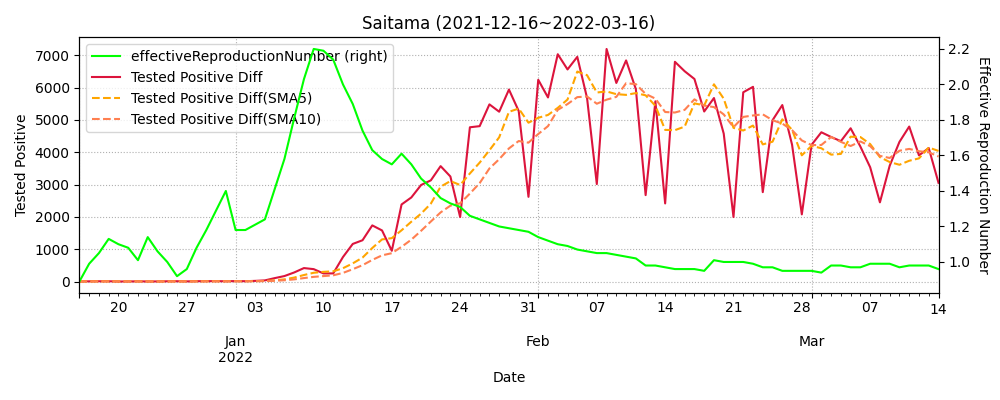 Saitama (2021-12-16~2022-03-16)
effectiveReproductionNumber (right)
Tested Positive Diff
Tested Positive Diff(SMA5)
Tested Positive Diff(SMA10)
Tested Positive
7000
6000
5000
4000
3000
2000
1000
0
2.2
2.0
1.8
1.6
1.4
1.2
1.0
Effective Reproduction Number
20 27 03 10 17 24 31 07 14 21 28 07 14
Jan Feb Mar
2022
Date